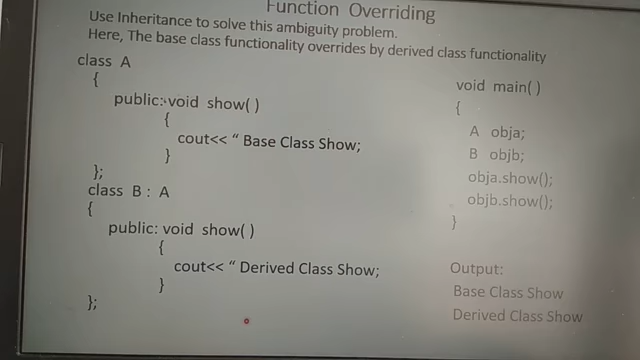 Function Overriding
Use Inheritance to solve this ambiguity problem.
Here, The base class functionality overrides by derived class functionality
class A
{
public: void show( )
{
cout<< “ Base Class Show;
}
};
class B : A
{
public: void show( )
{
cout<< “ Derived Class Show;
}
};
void main( )
{
A obja;
B objb;
obja.show();
objb.show();
}
Output:
Base Class Show
Derived Class Show